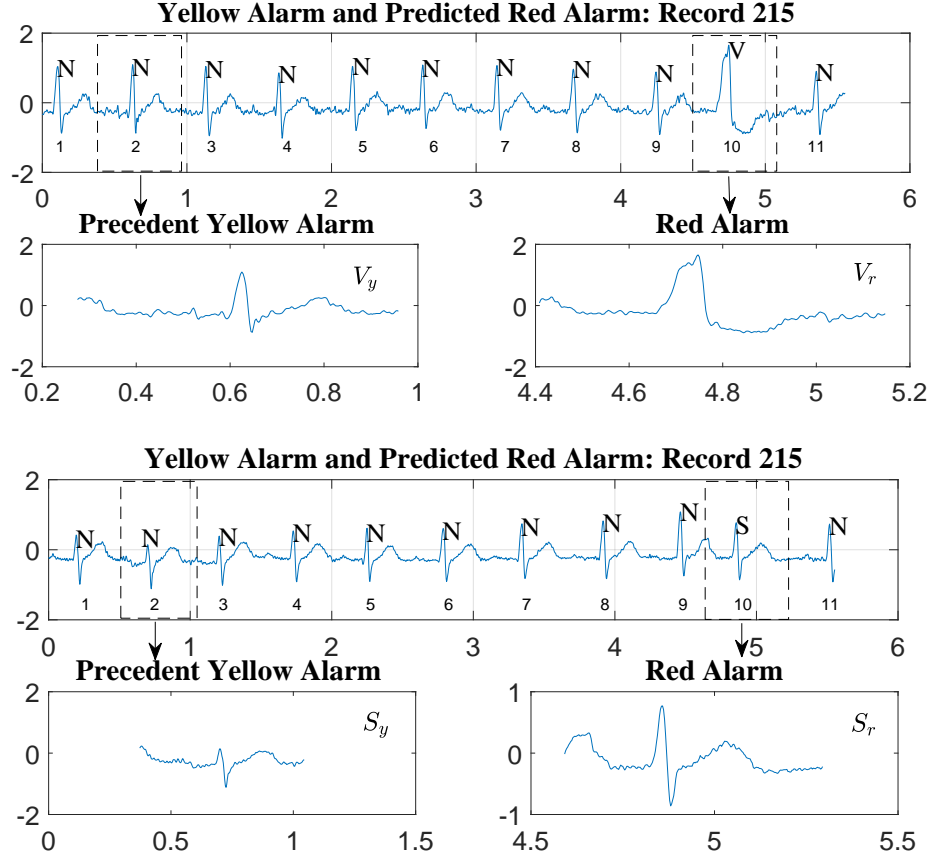 Yellow Alarm and Predicted Red Alarm: Record 215
2
0
-2
N N N N N N N N N V N
1 2 3 4 5 6 7 8 9 10 11
0 1 2 3 4 5 6
Precedent Yellow Alarm
2
0
-2
V_y
0.2 0.4 0.6 0.8 1
Red Alarm
2
0
-2
V_r
4.4 4.6 4.8 5 5.2
Yellow Alarm and Predicted Red Alarm: Record 215
2
0
-2
N N N N N N N N N S N
1 2 3 4 5 6 7 8 9 10 11
0 1 2 3 4 5 6
Precedent Yellow Alarm
2
0
-2
S_y
0 0.5 1 1.5
Red Alarm
1
0
-1
S_r
4.5 5 5.5